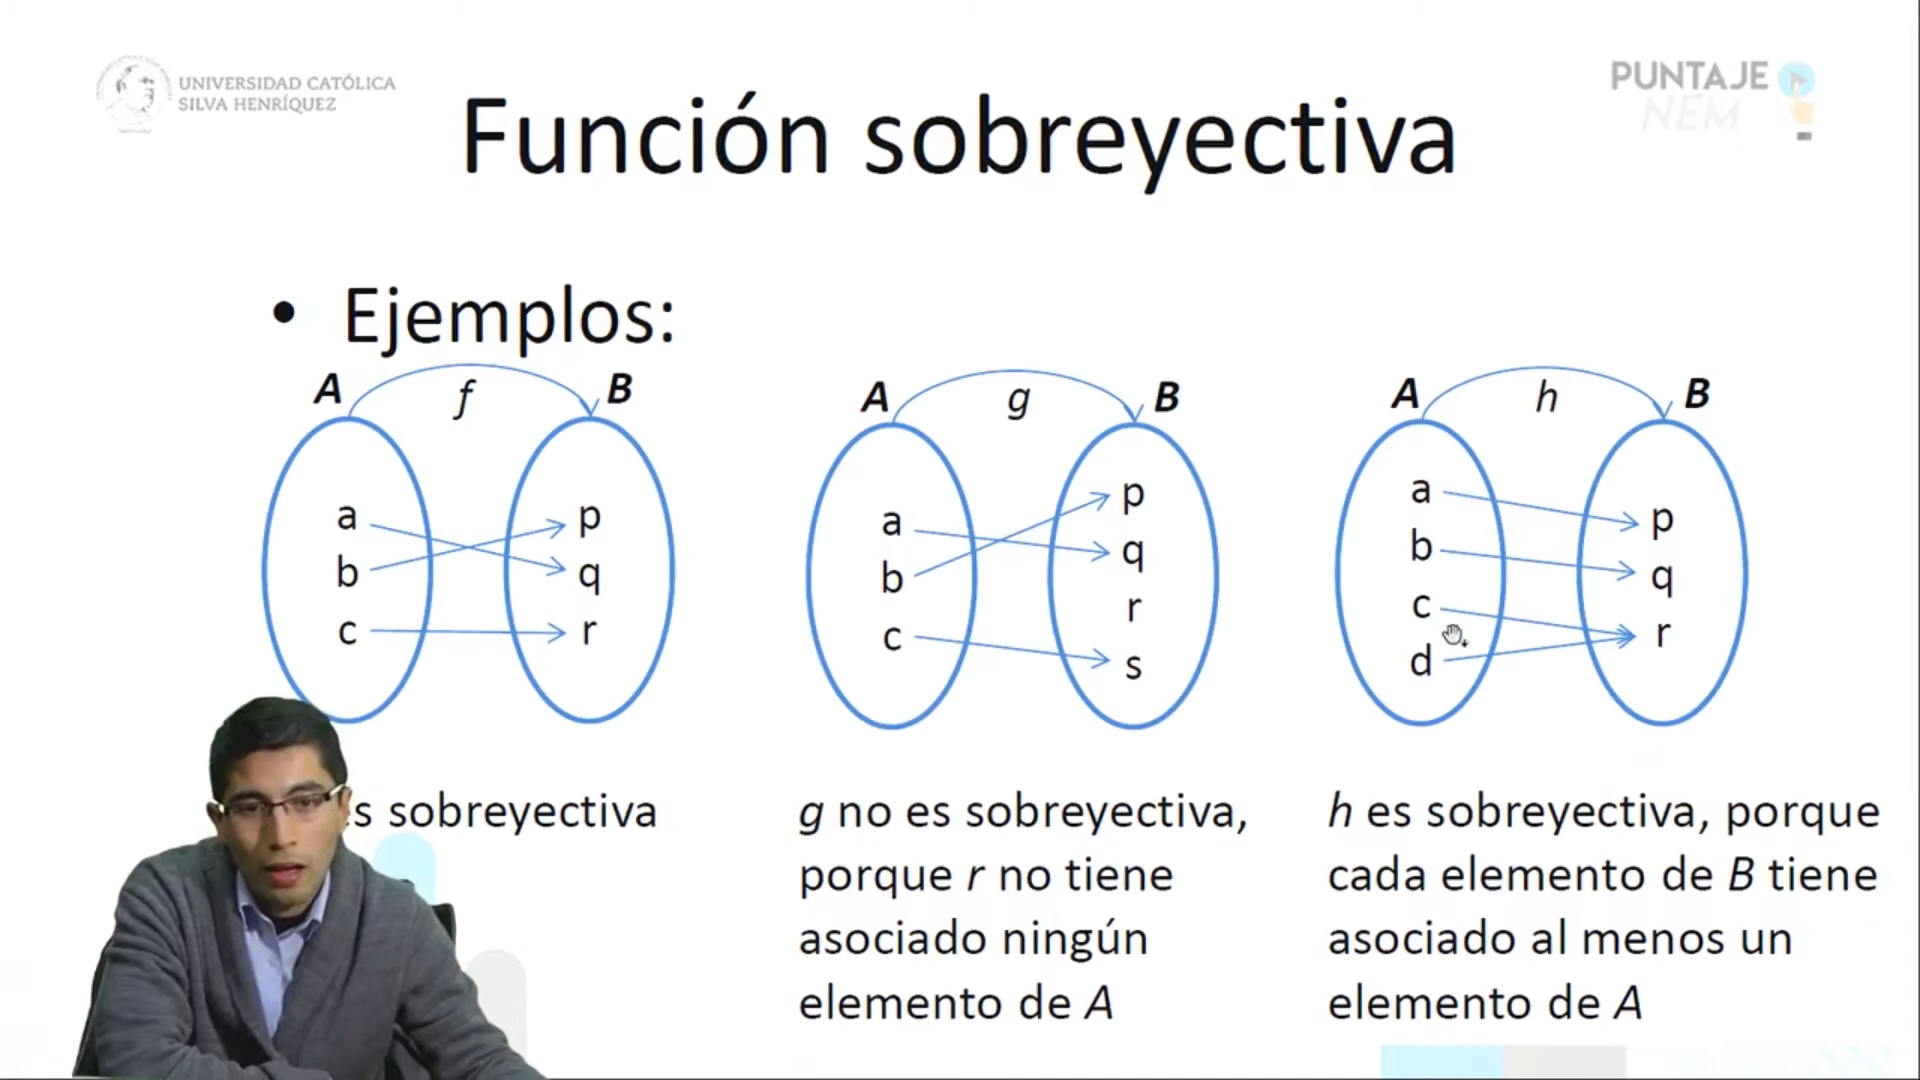 UNIVERSIDAD CATÓLICA
SILVA HENRÍQUEZ
PUNTAJE
NEM
Función sobreyectiva
• Ejemplos:
A f B
a p
b q
c r
A g B
a p
b q
c r
s
A h B
a p
b q
c r
d
es sobreyectiva
g no es sobreyectiva,
porque r no tiene
asociado ningún
elemento de A
h es sobreyectiva, porque
cada elemento de B tiene
asociado al menos un
elemento de A